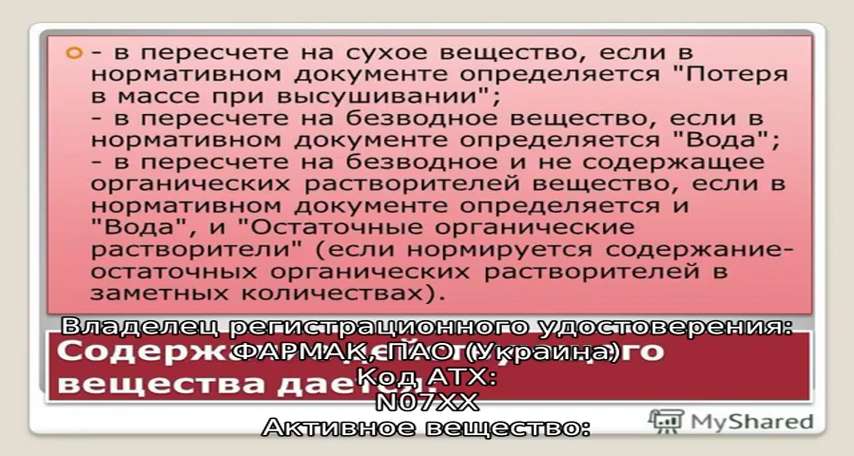 - в пересчете на сухое вещество, если в
нормативном документе определяется "Потеря
в массе при высушивании";
- в пересчете на безводное вещество, если в
нормативном документе определяется "Вода";
- в пересчете на безводное и не содержащее
органических растворителей вещество, если в
нормативном документе определяется и
"Вода", и "Остаточные органические
растворители" (если нормируется содержание-
остаточных органических растворителей в
заметных количествах).
Владелец регистрационного удостоверения:
ФАРМАК, ПАО (Украина)
Код АТХ:
N07XX
Активное вещество:
вещества
MyShared